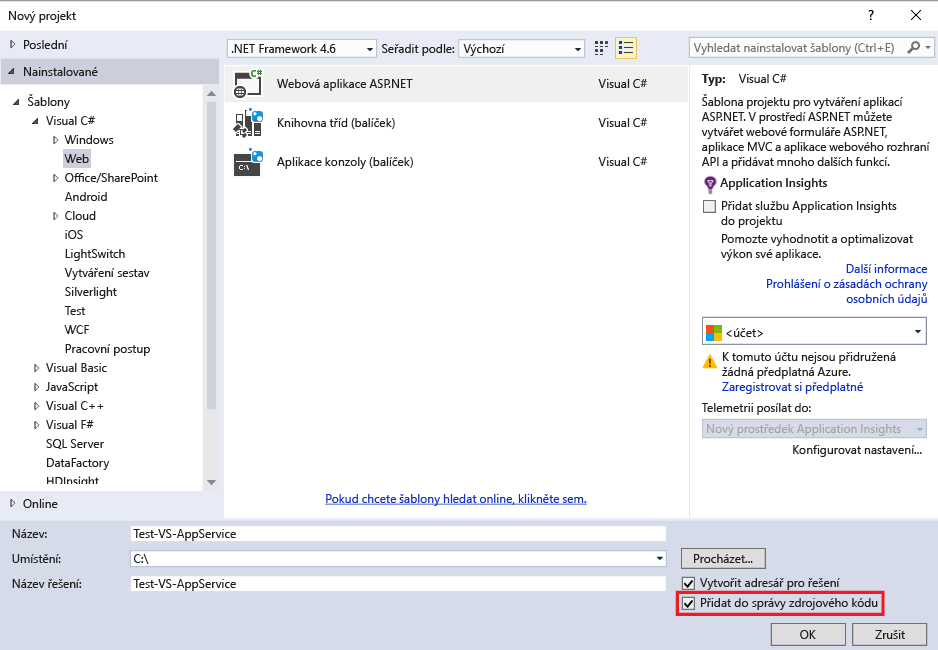 Nový projekt
Poslední
.NET Framework 4.6
Seřadit podle:
Výchozí
Vyhledat nainstalovat šablony (Ctrl+E)
Nainstalované
Šablony
Visual C#
Windows
Web
Office/SharePoint
Android
Cloud
iOS
LightSwitch
Vytváření sestav
Silverlight
Test
WCF
Pracovní postup
Visual Basic
JavaScript
Visual C++
Visual F#
SQL Server
DataFactory
HDInsight
Online
Webová aplikace ASP.NET
Visual C#
Knihovna tříd (balíček)
Visual C#
Aplikace konzoly (balíček)
Visual C#
Pokud chcete šablony hledat online, klikněte sem.
Typ: Visual C#
Šablona projektu pro vytváření aplikací
ASP.NET. V prostředí ASP.NET můžete
vytvářet webové formuláře ASP.NET,
aplikace MVC a aplikace webového rozhraní
API a přidávat mnoho dalších funkcí.
Application Insights
Přidat službu Application Insights
do projektu
Pomozte vyhodnotit a optimalizovat
výkon své aplikace.
Další informace
Prohlášení o zásadách ochrany
osobních údajů
<účet>
K tomuto účtu nejsou přidružená
žádná předplatná Azure.
Zaregistrovat si předplatné
Telemetrii posílat do:
Nový prostředek Application Insights
Konfigurovat nastavení...
Název:
Test-VS-AppService
Umístění:
C:\
Procházet...
Název řešení:
Test-VS-AppService
Vytvořit adresář pro řešení
Přidat do správy zdrojového kódu
OK
Zrušit